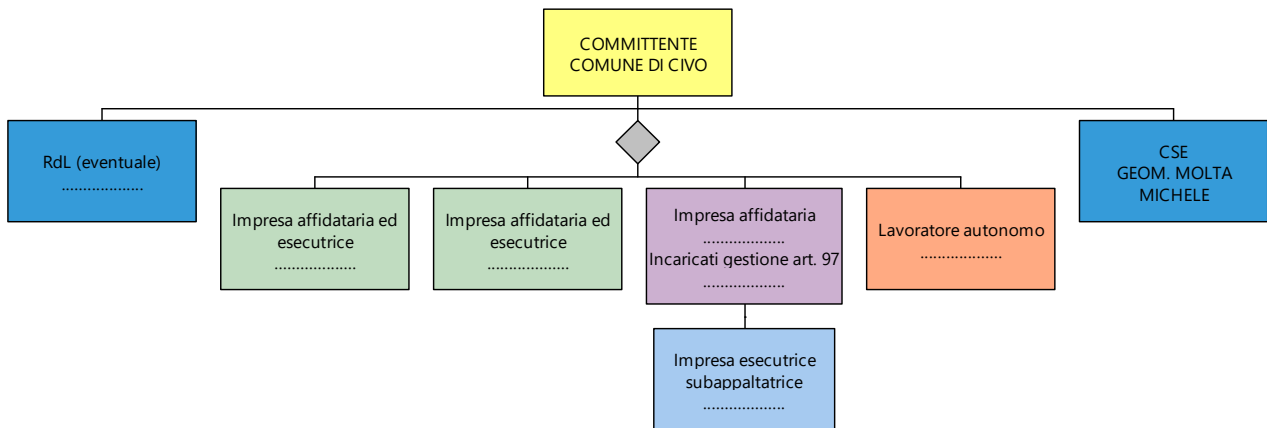 COMMITTENTE
COMUNE DI CIVO
RdL (eventuale)
...................
CSE
GEOM. MOLTA
MICHELE
Impresa affidataria ed
esecutrice
...................
Impresa affidataria ed
esecutrice
...................
Impresa affidataria
...................
Incaricati gestione art. 97
...................
Lavoratore autonomo
...................
Impresa esecutrice
subappaltatrice
...................